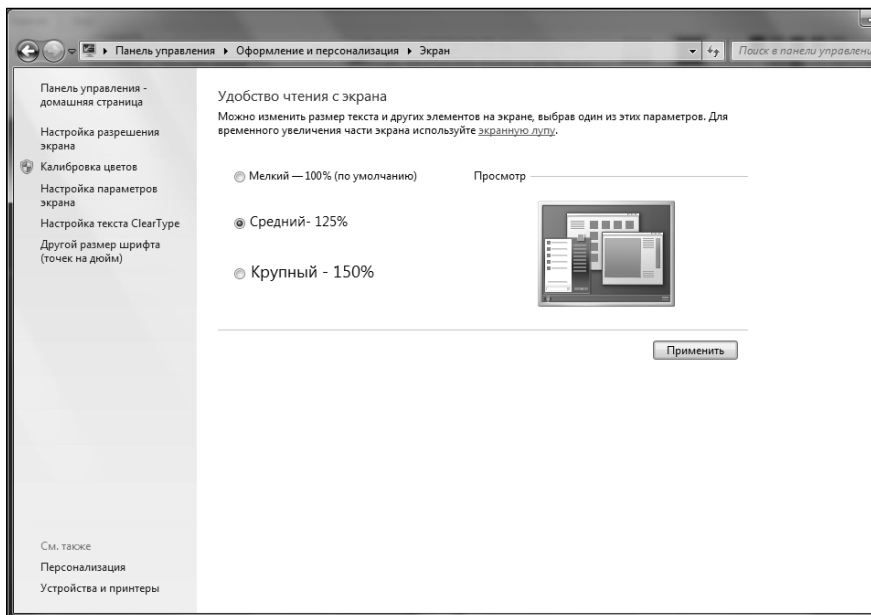 Панель управления ▸ Оформление и персонализация ▸ Экран
Поиск в панели управлени
Панель управления -
домашняя страница
Настройка разрешения
экрана
Калибровка цветов
Настройка параметров
экрана
Настройка текста ClearType
Другой размер шрифта
(точек на дюйм)
Удобство чтения с экрана
Можно изменить размер текста и других элементов на экране, выбрав один из этих параметров. Для
временного увеличения части экрана используйте экранную лупу.
Мелкий — 100% (по умолчанию)
Просмотр
Средний- 125%
Крупный - 150%
Применить
См. также
Персонализация
Устройства и принтеры